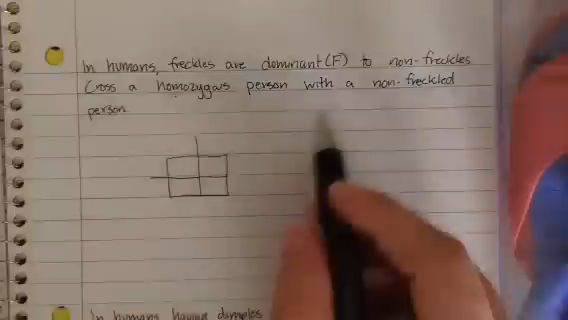 In humans, freckles are dominant (F) to non-freckles
Cross a homozygous person with a non-freckled
person
In humans having dimples